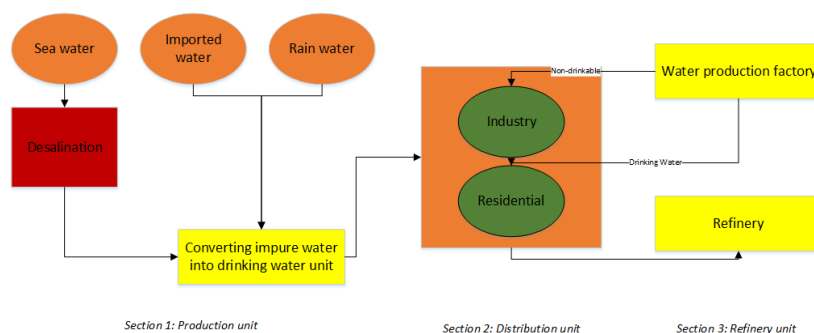 Sea water
Imported
water
Rain water
Non-drinkable
Water production factory
Desalination
Industry
Drinking Water
Residential
Refinery
Converting impure water
into drinking water unit
Section 1: Production unit
Section 2: Distribution unit
Section 3: Refinery unit